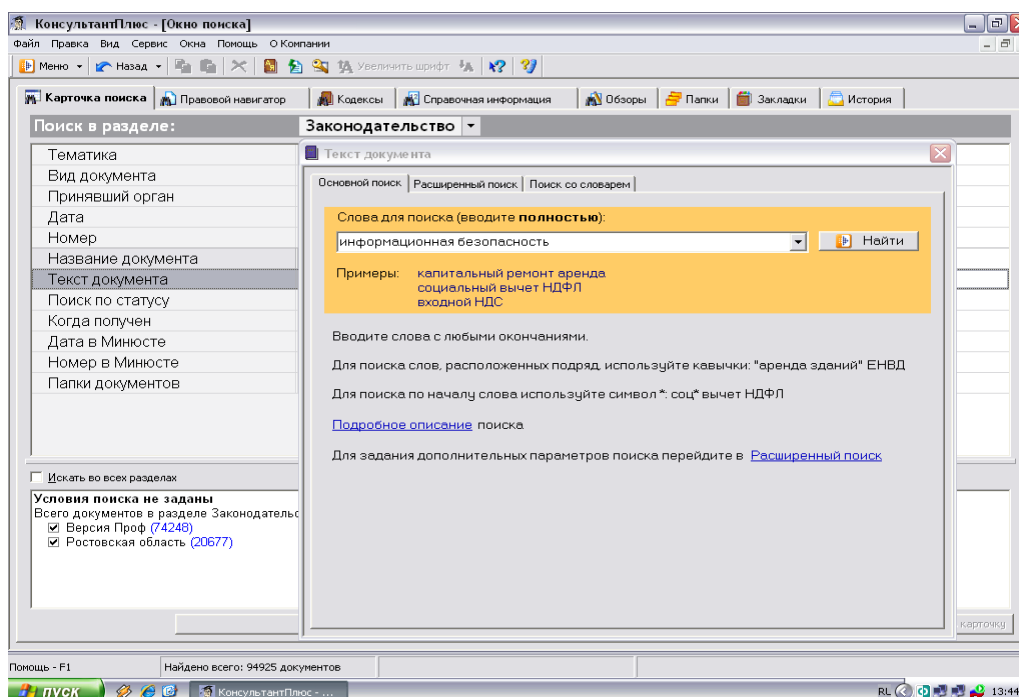 КонсультантПлюс - [Окно поиска]
Файл Правка Вид Сервис Окна Помощь О Компании
Меню Назад Увеличить шрифт
Карточка поиска Правовой навигатор Кодексы Справочная информация Обзоры Папки Закладки История
Поиск в разделе: Законодательство
Тематика
Вид документа
Принявший орган
Дата
Номер
Название документа
Текст документа
Поиск по статусу
Когда получен
Дата в Минюсте
Номер в Минюсте
Папки документов
Текст документа
Основной поиск Расширенный поиск Поиск со словарем
Слова для поиска (вводите полностью):
информационная безопасность Найти
Примеры: капитальный ремонт аренда
социальный вычет НДФЛ
входной НДС
Вводите слова с любыми окончаниями.
Для поиска слов, расположенных подряд, используйте кавычки: "аренда зданий" ЕНВД
Для поиска по началу слова используйте символ *: соц* вычет НДФЛ
Подробное описание поиска
Для задания дополнительных параметров поиска перейдите в Расширенный поиск
Искать во всех разделах
Условия поиска не заданы
Всего документов в разделе Законодательс
Версия Проф (74248)
Ростовская область (20677)
карточку
Помощь - F1 Найдено всего: 94925 документов
пуск КонсультантПлюс - ... RL 13:44